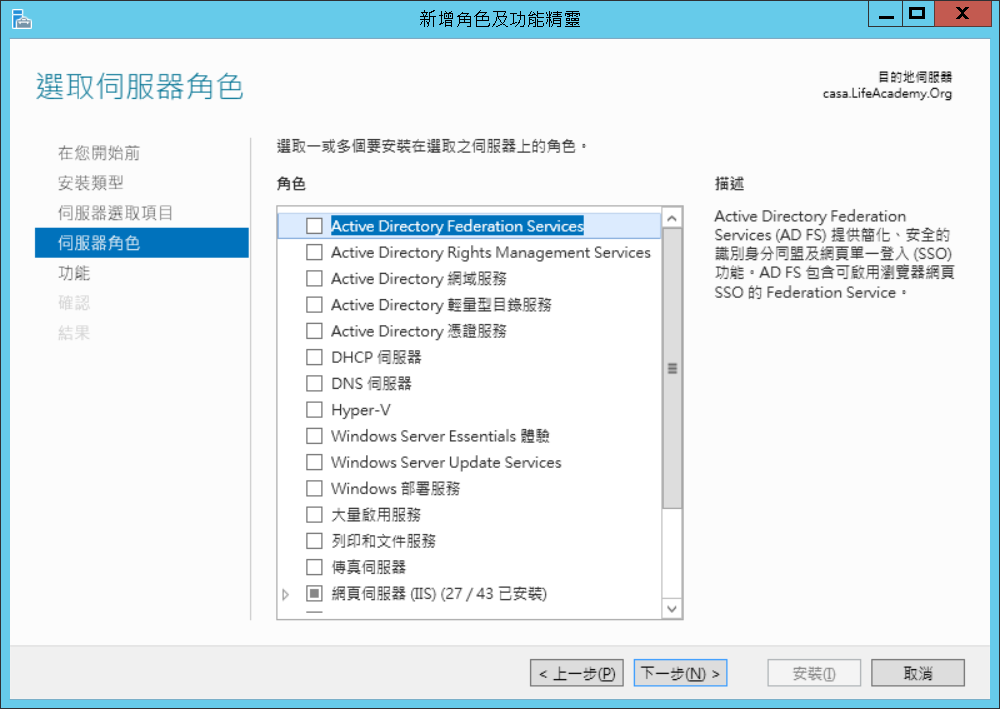 新增角色及功能精靈
選取伺服器角色
目的地伺服器
casa.LifeAcademy.Org
在您開始前
安裝類型
伺服器選取項目
伺服器角色
功能
確認
結果
選取一或多個要安裝在選取之伺服器上的角色。
角色
Active Directory Federation Services
Active Directory Rights Management Services
Active Directory 網域服務
Active Directory 輕量型目錄服務
Active Directory 憑證服務
DHCP 伺服器
DNS 伺服器
Hyper-V
Windows Server Essentials 體驗
Windows Server Update Services
Windows 部署服務
大量啟用服務
列印和文件服務
傳真伺服器
網頁伺服器 (IIS) (27 / 43 已安裝)
描述
Active Directory Federation
Services (AD FS) 提供簡化、安全的
識別身分同盟及網頁單一登入 (SSO)
功能。AD FS 包含可啟用瀏覽器網頁
SSO 的 Federation Service。
< 上一步(P)
下一步(N) >
安裝(I)
取消